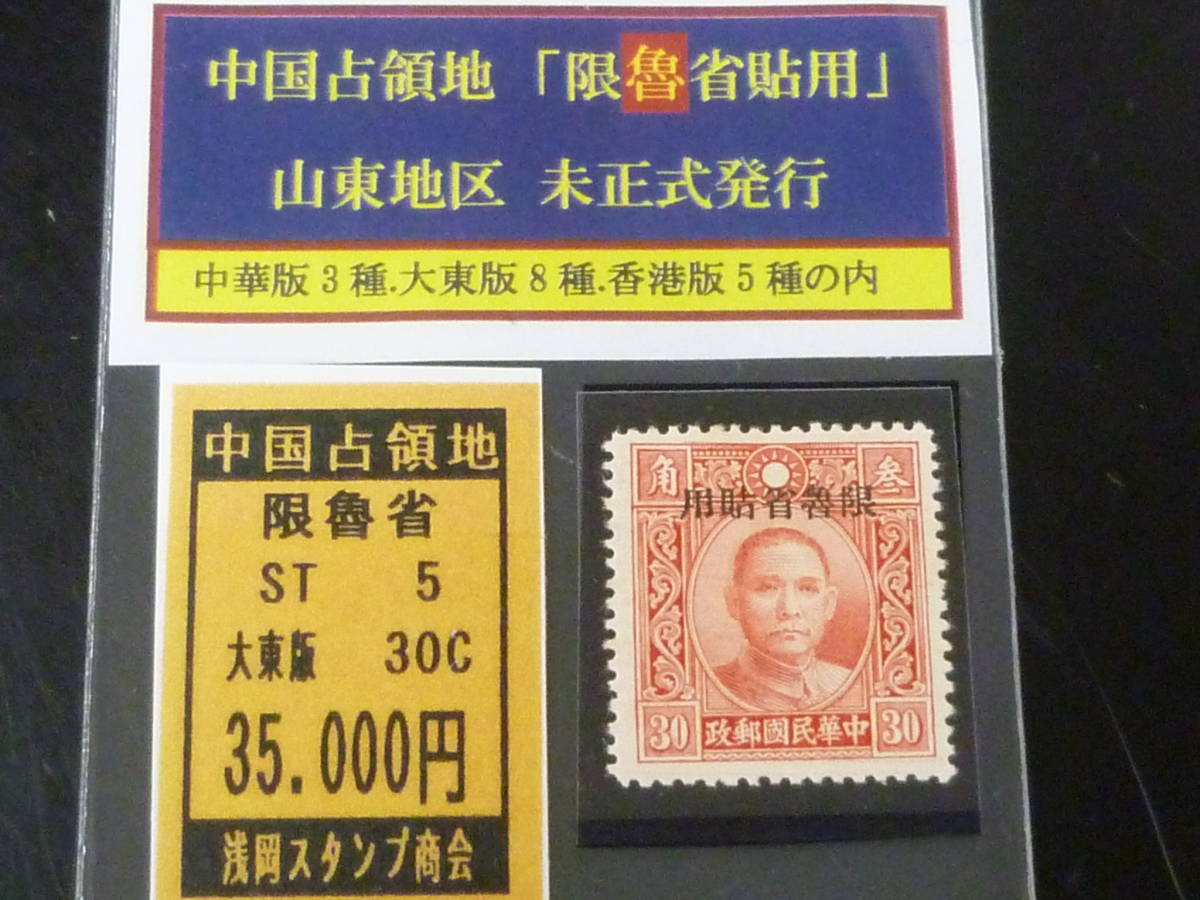 中国占領地「限魯省貼用」
山東地区 未正式発行
中華版3種.大東版8種.香港版5種の内
中国占領地
限魯省
ST 5
大東版 30C
35.000円
浅岡スタンプ商会
角 叁
用貼省魯限
30 政郵國民華中 30